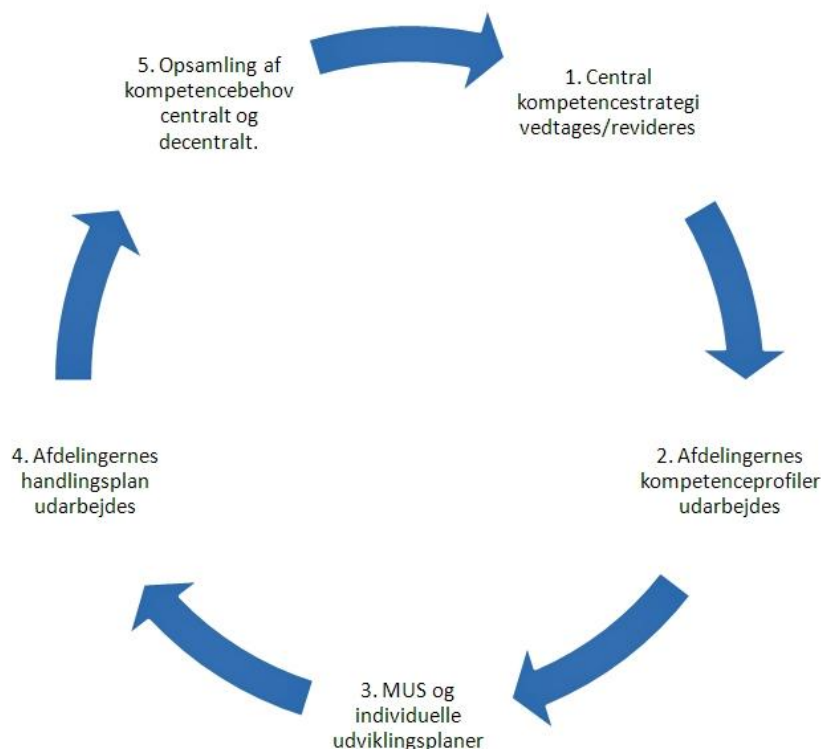 1. Central
kompetencestrategi
vedtages/revideres
2. Afdelingernes
kompetenceprofiler
udarbejdes
3. MUS og
individuelle
udviklingsplaner
4. Afdelingernes
handlingsplan
udarbejdes
5. Opsamling af
kompetencebehov
centralt og
decentralt.